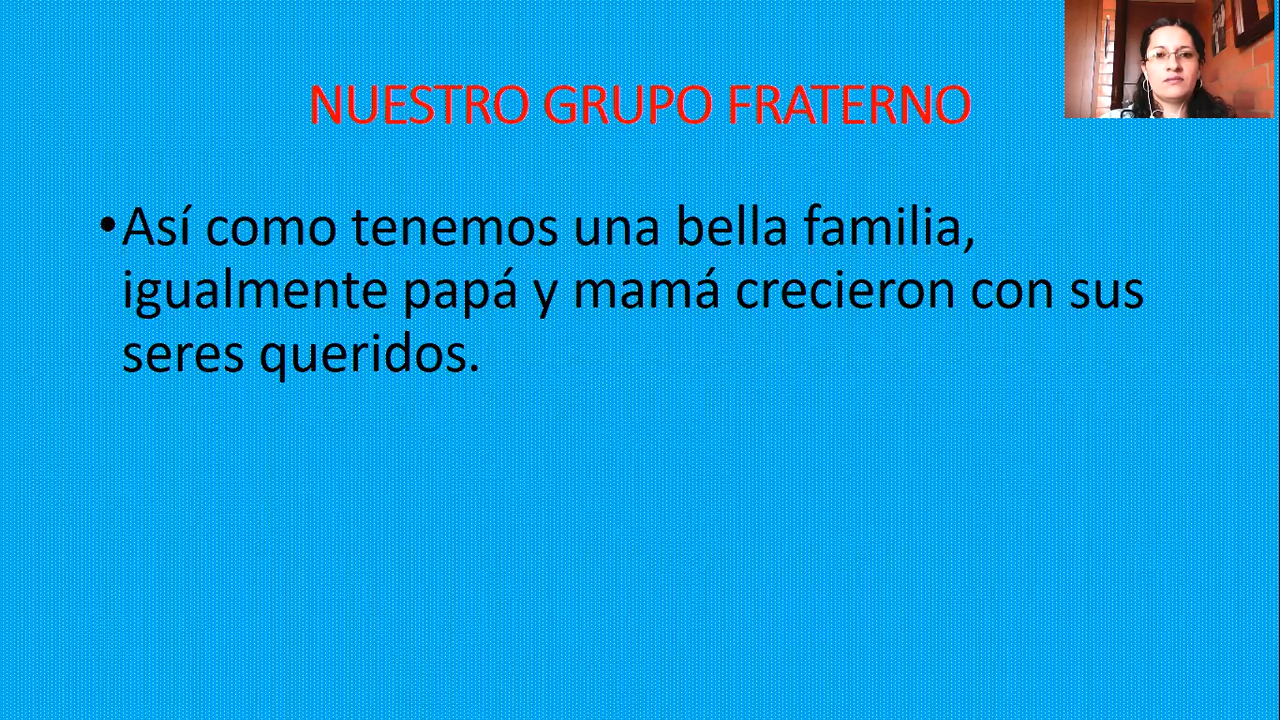 NUESTRO GRUPO FRATERNO
•Así como tenemos una bella familia,
igualmente papá y mamá crecieron con sus
seres queridos.